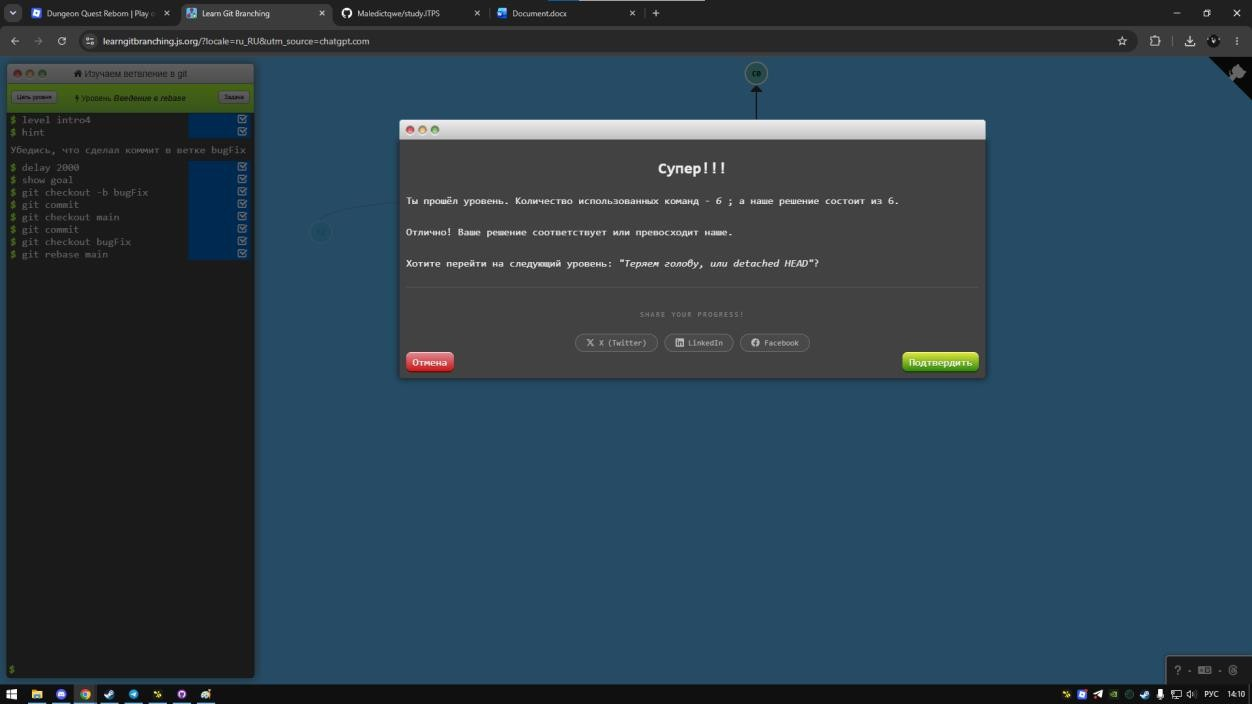 Dungeon Quest Reborn | Play o
Learn Git Branching
Maledictqwe/studyJTPS
Document.docx
learngitbranching.js.org/?locale=ru_RU&utm_source=chatgpt.com
Изучаем ветвление в git
Цель уровня
Уровень Введение в rebase
Задача
$ level intro4
$ hint
Убедись, что сделал коммит в ветке bugFix
$ delay 2000
$ show goal
$ git checkout -b bugFix
$ git commit
$ git checkout main
$ git commit
$ git checkout bugFix
$ git rebase main
$
C0
Супер!!!
Ты прошёл уровень. Количество использованных команд - 6 ; а наше решение состоит из 6.
Отлично! Ваше решение соответствует или превосходит наше.
Хотите перейти на следующий уровень: "Теряем голову, или detached HEAD"?
SHARE YOUR PROGRESS!
X (Twitter)
LinkedIn
Facebook
Отмена
Подтвердить
РУС
14:10